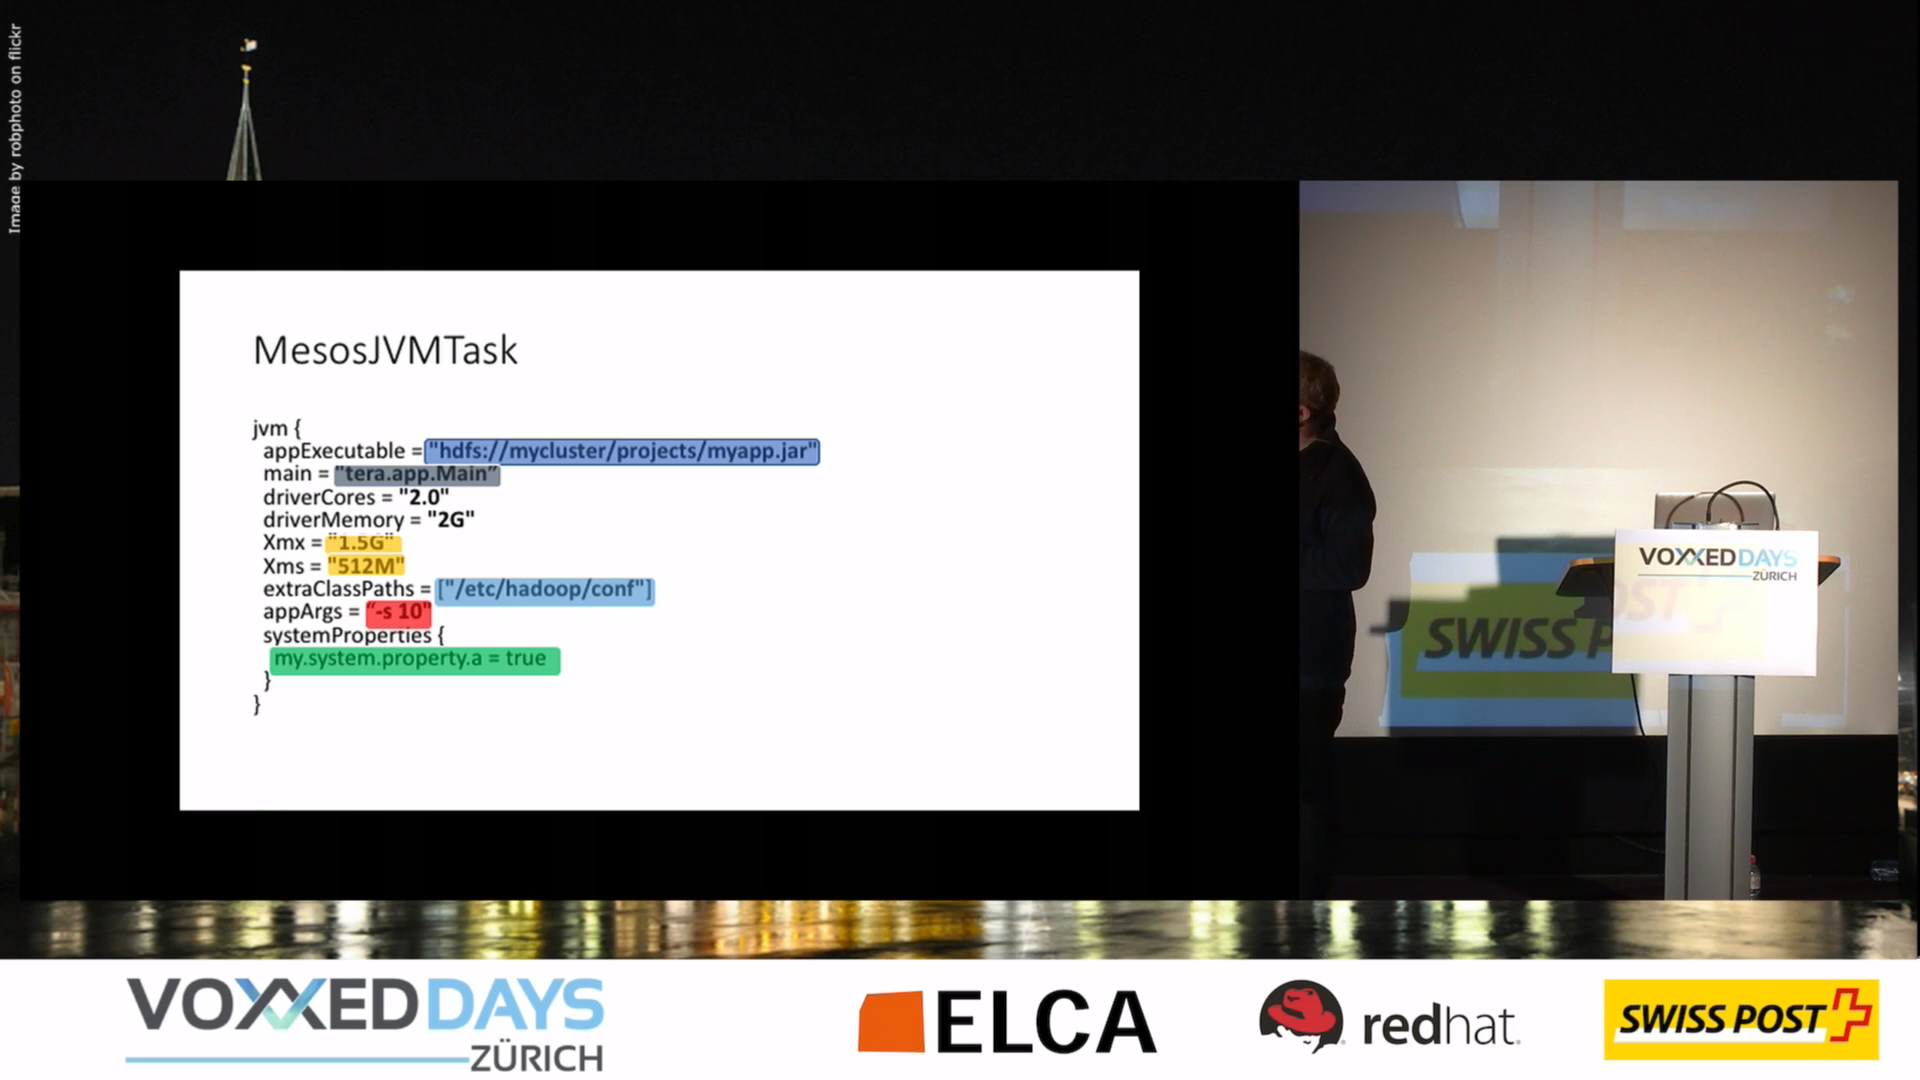 Image by robphoto on flickr
MesosJVMTask
jvm {
appExecutable = "hdfs://mycluster/projects/myapp.jar"
main = "tera.app.Main"
driverCores = "2.0"
driverMemory = "2G"
Xmx = "1.5G"
Xms = "512M"
extraClassPaths = ["/etc/hadoop/conf"]
appArgs = "-s 10"
systemProperties {
my.system.property.a = true
}
}
VOXXED DAYS
ZÜRICH
SWISS P
OST
VOXXED DAYS
ZÜRICH
ELCA
redhat.
SWISS POST